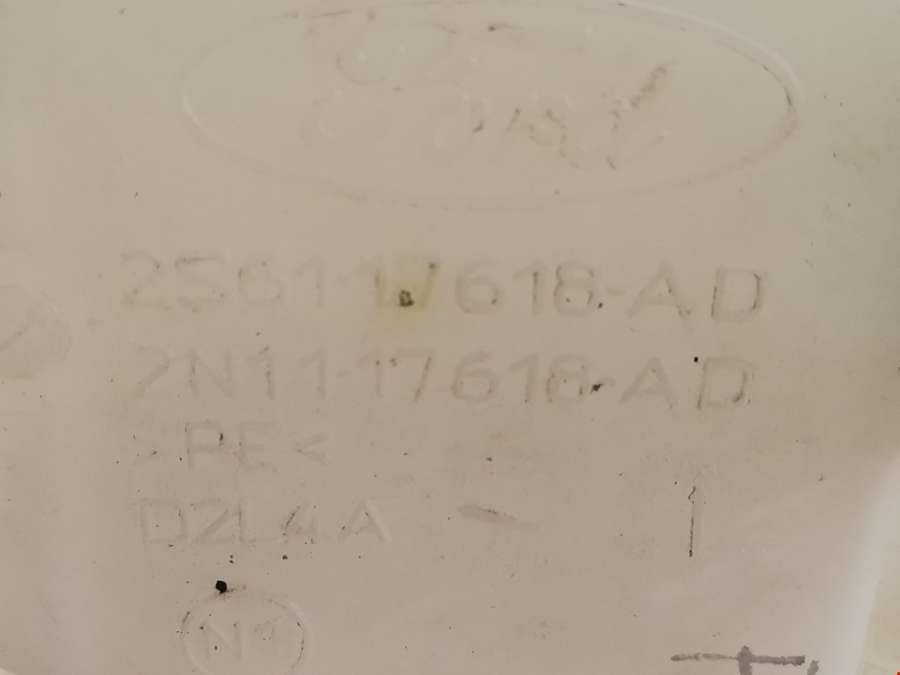 Ford
2S61-17618-AD
2N11-17618-AD
>PE<
D2L4A